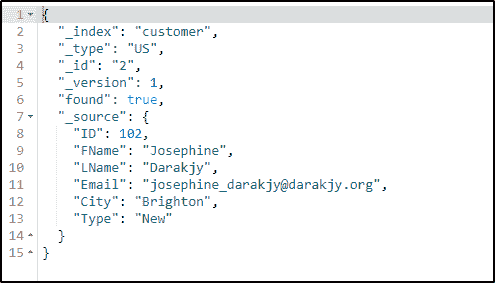 1 {
2 "_index": "customer",
3 "_type": "US",
4 "_id": "2",
5 "_version": 1,
6 "found": true,
7 "_source": {
8 "ID": 102,
9 "FName": "Josephine",
10 "LName": "Darakjy",
11 "Email": "josephine_darakjy@darakjy.org",
12 "City": "Brighton",
13 "Type": "New"
14 }
15 }